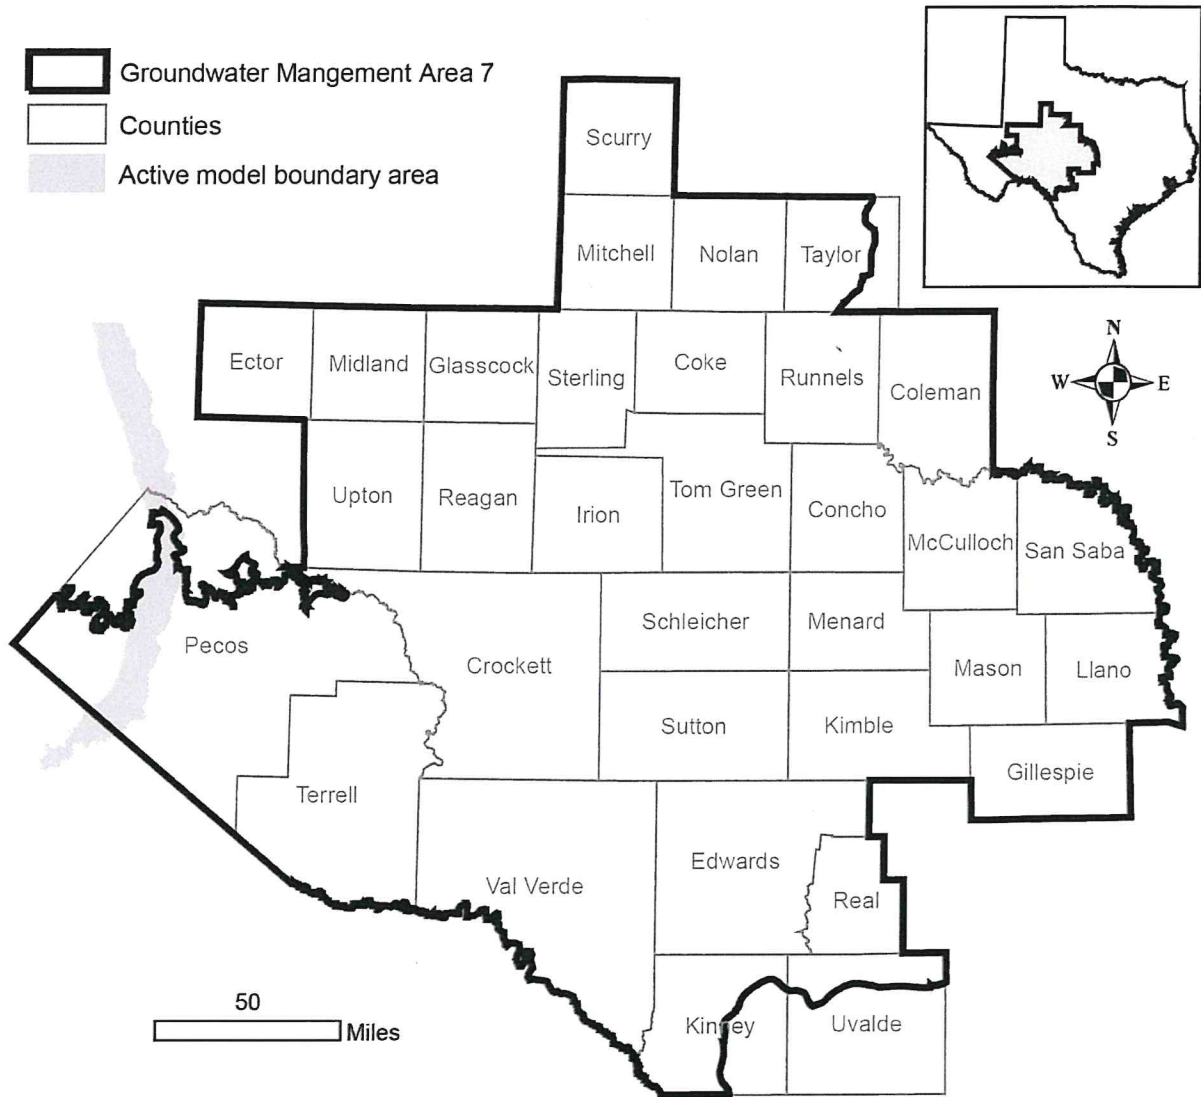 Groundwater Mangement Area 7
Counties
Active model boundary area
Scurry
Mitchell
Nolan
Taylor
Ector
Midland
Glasscock
Sterling
Coke
Runnels
Coleman
N
W
E
S
Upton
Reagan
Irion
Tom Green
Concho
McCulloch
San Saba
Pecos
Crockett
Schleicher
Menard
Mason
Llano
Sutton
Kimble
Gillespie
Terrell
Val Verde
Edwards
Real
Kinney
Uvalde
50
Miles